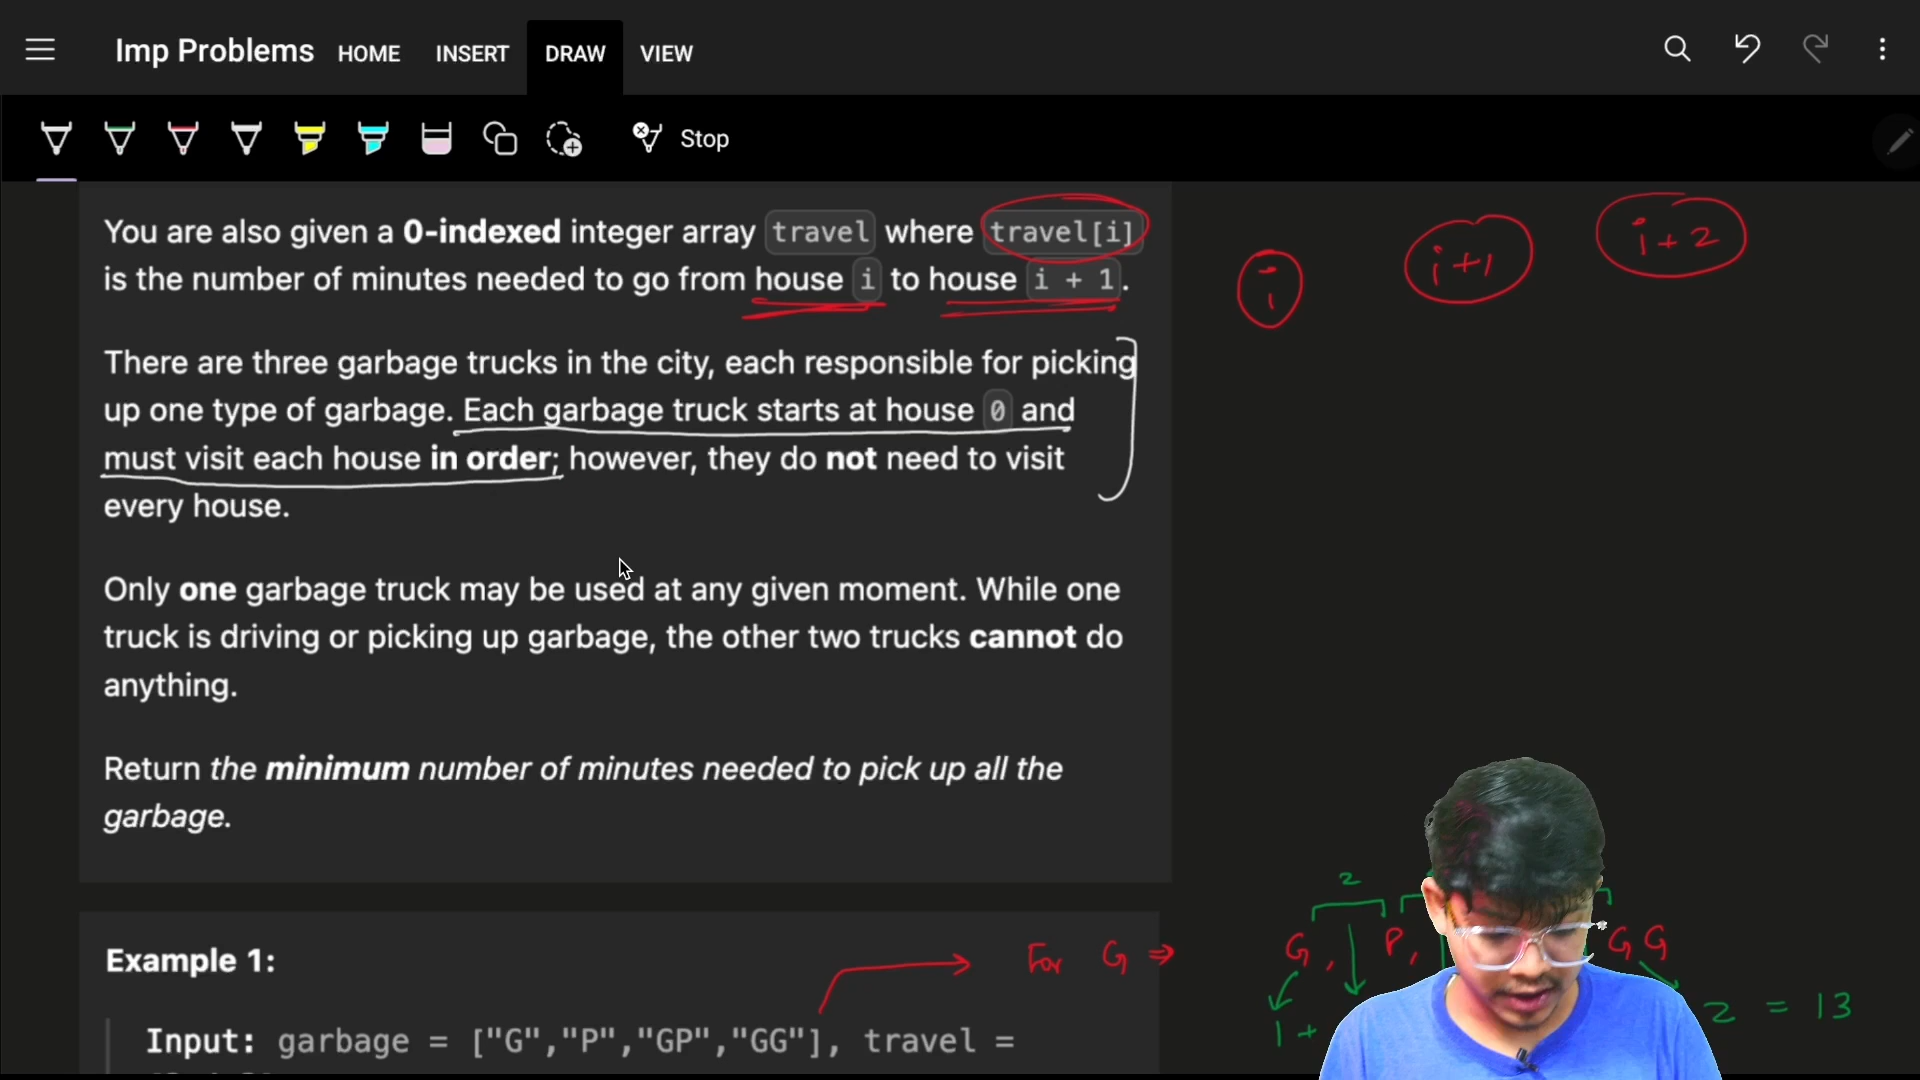 Imp Problems HOME INSERT DRAW VIEW
Stop
You are also given a 0-indexed integer array travel where travel[i]
is the number of minutes needed to go from house i to house i + 1.
There are three garbage trucks in the city, each responsible for picking
up one type of garbage. Each garbage truck starts at house 0 and
must visit each house in order; however, they do not need to visit
every house.
Only one garbage truck may be used at any given moment. While one
truck is driving or picking up garbage, the other two trucks cannot do
anything.
Return the minimum number of minutes needed to pick up all the
garbage.
Example 1:
Input: garbage = ["G","P","GP","GG"], travel =
i
i+1
i+2
2
For G ⇒ G, P, GG
1 + 2 = 13